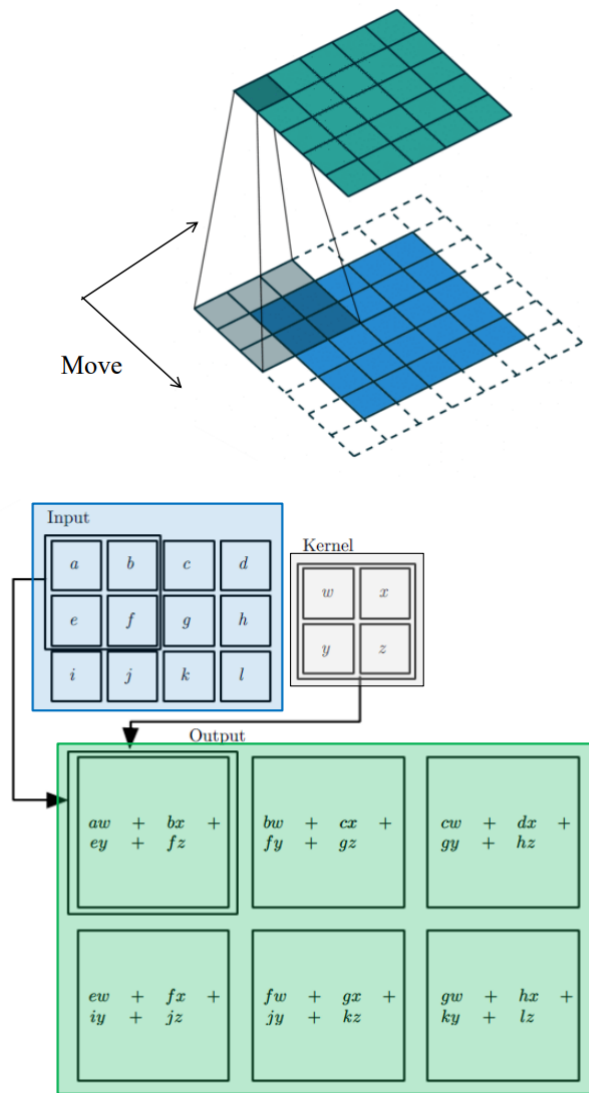 Move
Input
Kernel
a b c d
w x
e f g h
y z
i j k l
Output
aw + bx +
ey + fz
bw + cx +
fy + gz
cw + dx +
gy + hz
ew + fx +
iy + jz
fw + gx +
jy + kz
gw + hx +
ky + lz